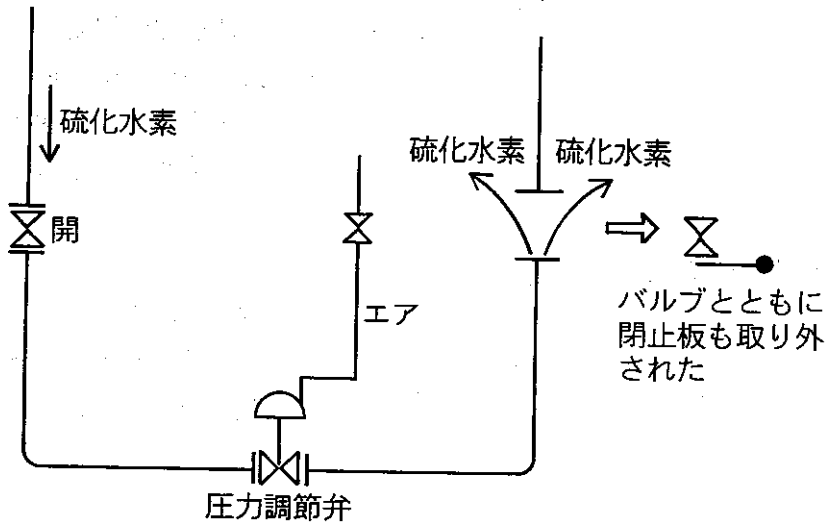 硫化水素
硫化水素 硫化水素
開
エア
バルブとともに
閉止板も取り外
された
圧力調節弁